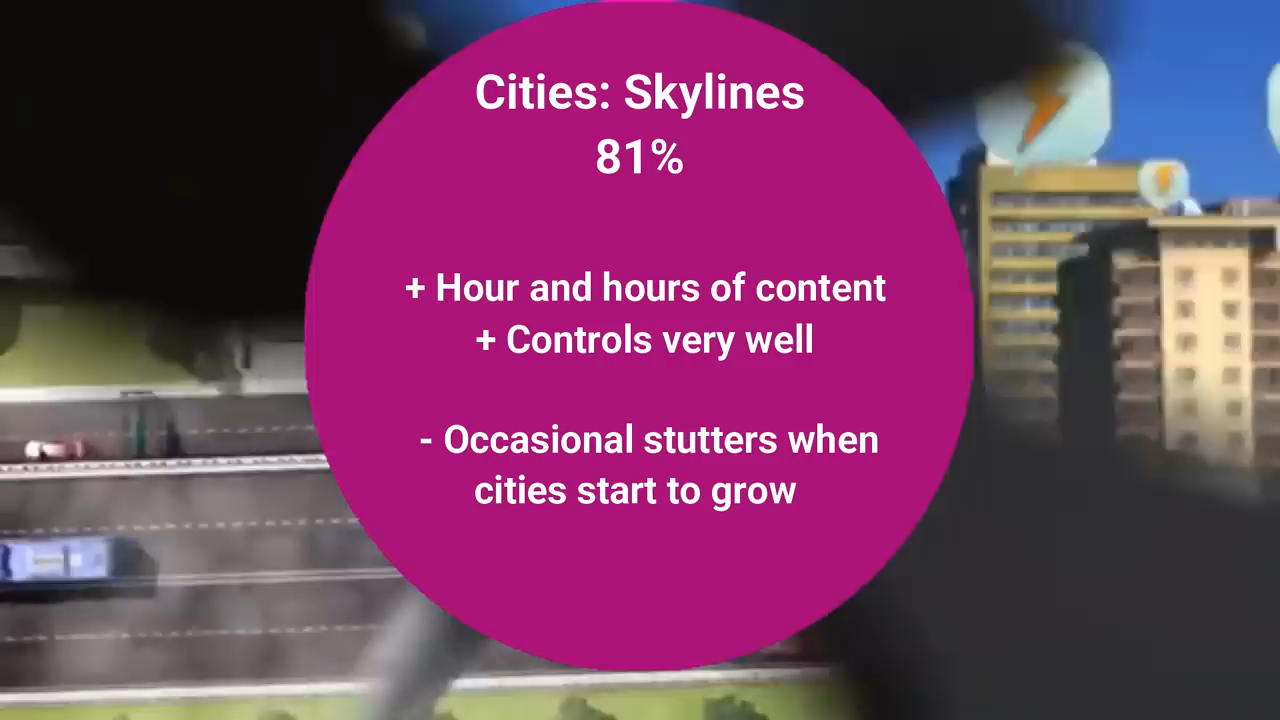 Cities: Skylines
81%
+ Hour and hours of content
+ Controls very well
- Occasional stutters when
cities start to grow